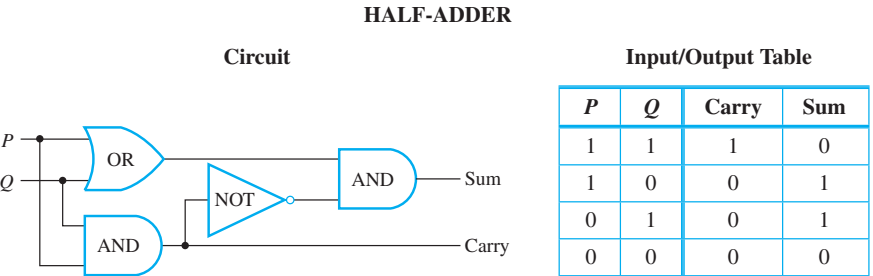 HALF-ADDER
Circuit
P
Q
OR
AND
NOT
AND
Sum
Carry
Input/Output Table
P Q Carry Sum
1 1 1 0
1 0 0 1
0 1 0 1
0 0 0 0